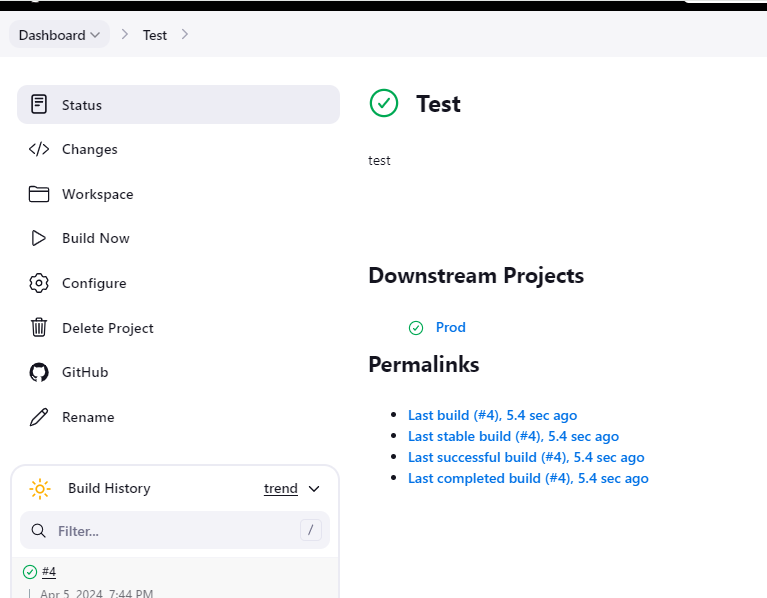 Dashboard
Test
Status
Changes
Workspace
Build Now
Configure
Delete Project
GitHub
Rename
Build History
trend
Filter...
/
#4
Apr 5, 2024, 7:44 PM
Test
test
Downstream Projects
Prod
Permalinks
Last build (#4), 5.4 sec ago
Last stable build (#4), 5.4 sec ago
Last successful build (#4), 5.4 sec ago
Last completed build (#4), 5.4 sec ago